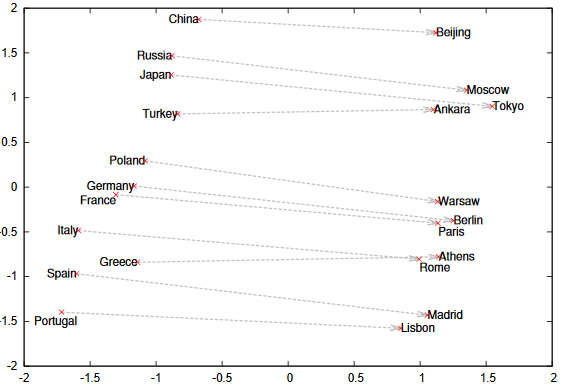 2
China
Beijing
1.5
Russia
Moscow
Japan
Tokyo
1
Turkey
Ankara
0.5
Poland
Warsaw
0
Germany
Berlin
France
Paris
-0.5
Italy
Rome
Greece
Athens
-1
Spain
Madrid
Portugal
Lisbon
-1.5
-2
-2 -1.5 -1 -0.5 0 0.5 1 1.5 2